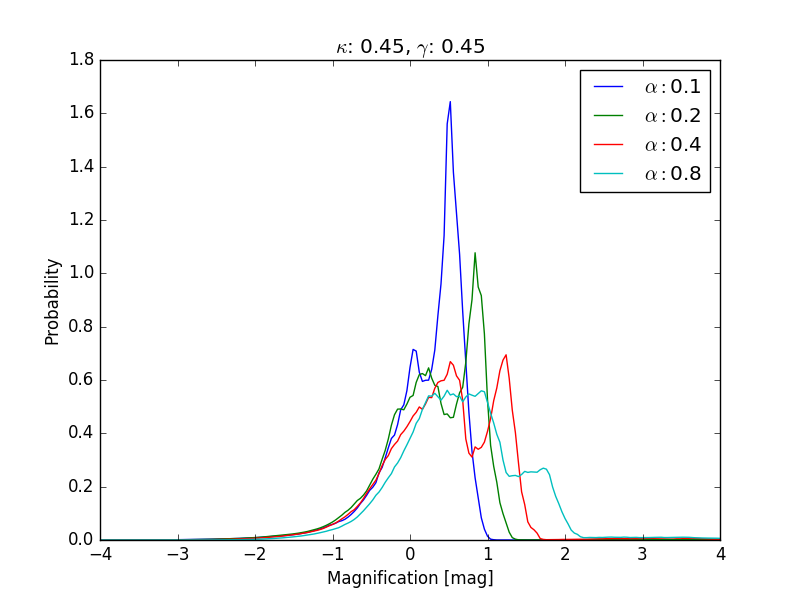 κ: 0.45, γ: 0.45
1.8
1.6
1.4
1.2
1.0
0.8
0.6
0.4
0.2
0.0
Probability
α:0.1
α:0.2
α:0.4
α:0.8
−4 −3 −2 −1 0 1 2 3 4
Magnification [mag]